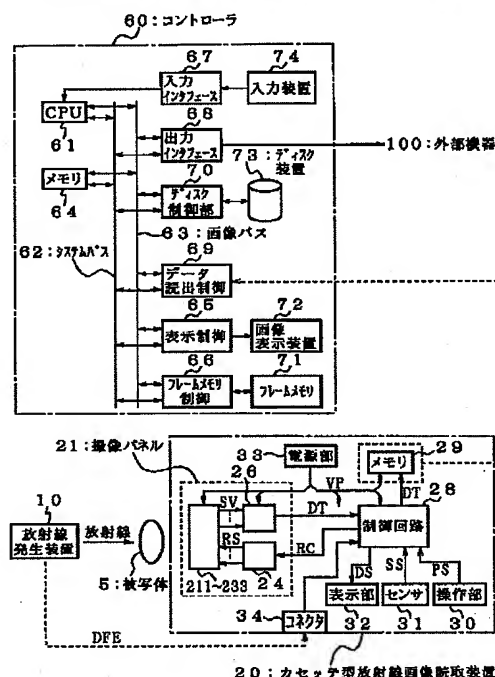 60:コントローラ
67
74
入力
インタフェース
入力装置
CPU
61
68
出力
インタフェース
100:外部機器
メモリ
64
70
ディスク
制御部
73:ディスク
装置
63:画像バス
62:システムバス
69
データ
読出制御
65
表示制御
72
画像
表示装置
66
フレームメモリ
制御
71
フレームメモリ
21:撮像パネル
33
電源部
29
メモリ
26
VP
DT
28
制御回路
SV
DT
RS
RC
211~233
24
10
放射線
発生装置
放射線
5:被写体
DS
SS
PS
34
コネクタ
表示部
32
センサ
31
操作部
30
DFE
20:カセッテ型放射線画像読取装置